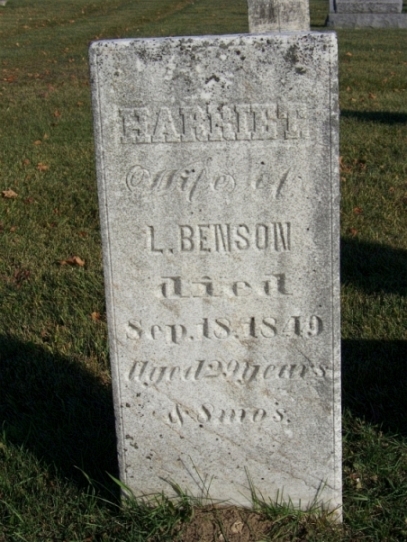 HARRIET.
Wife of
L. BENSON
died
Sep. 18. 1849
Aged 29 years
& 8 mos.